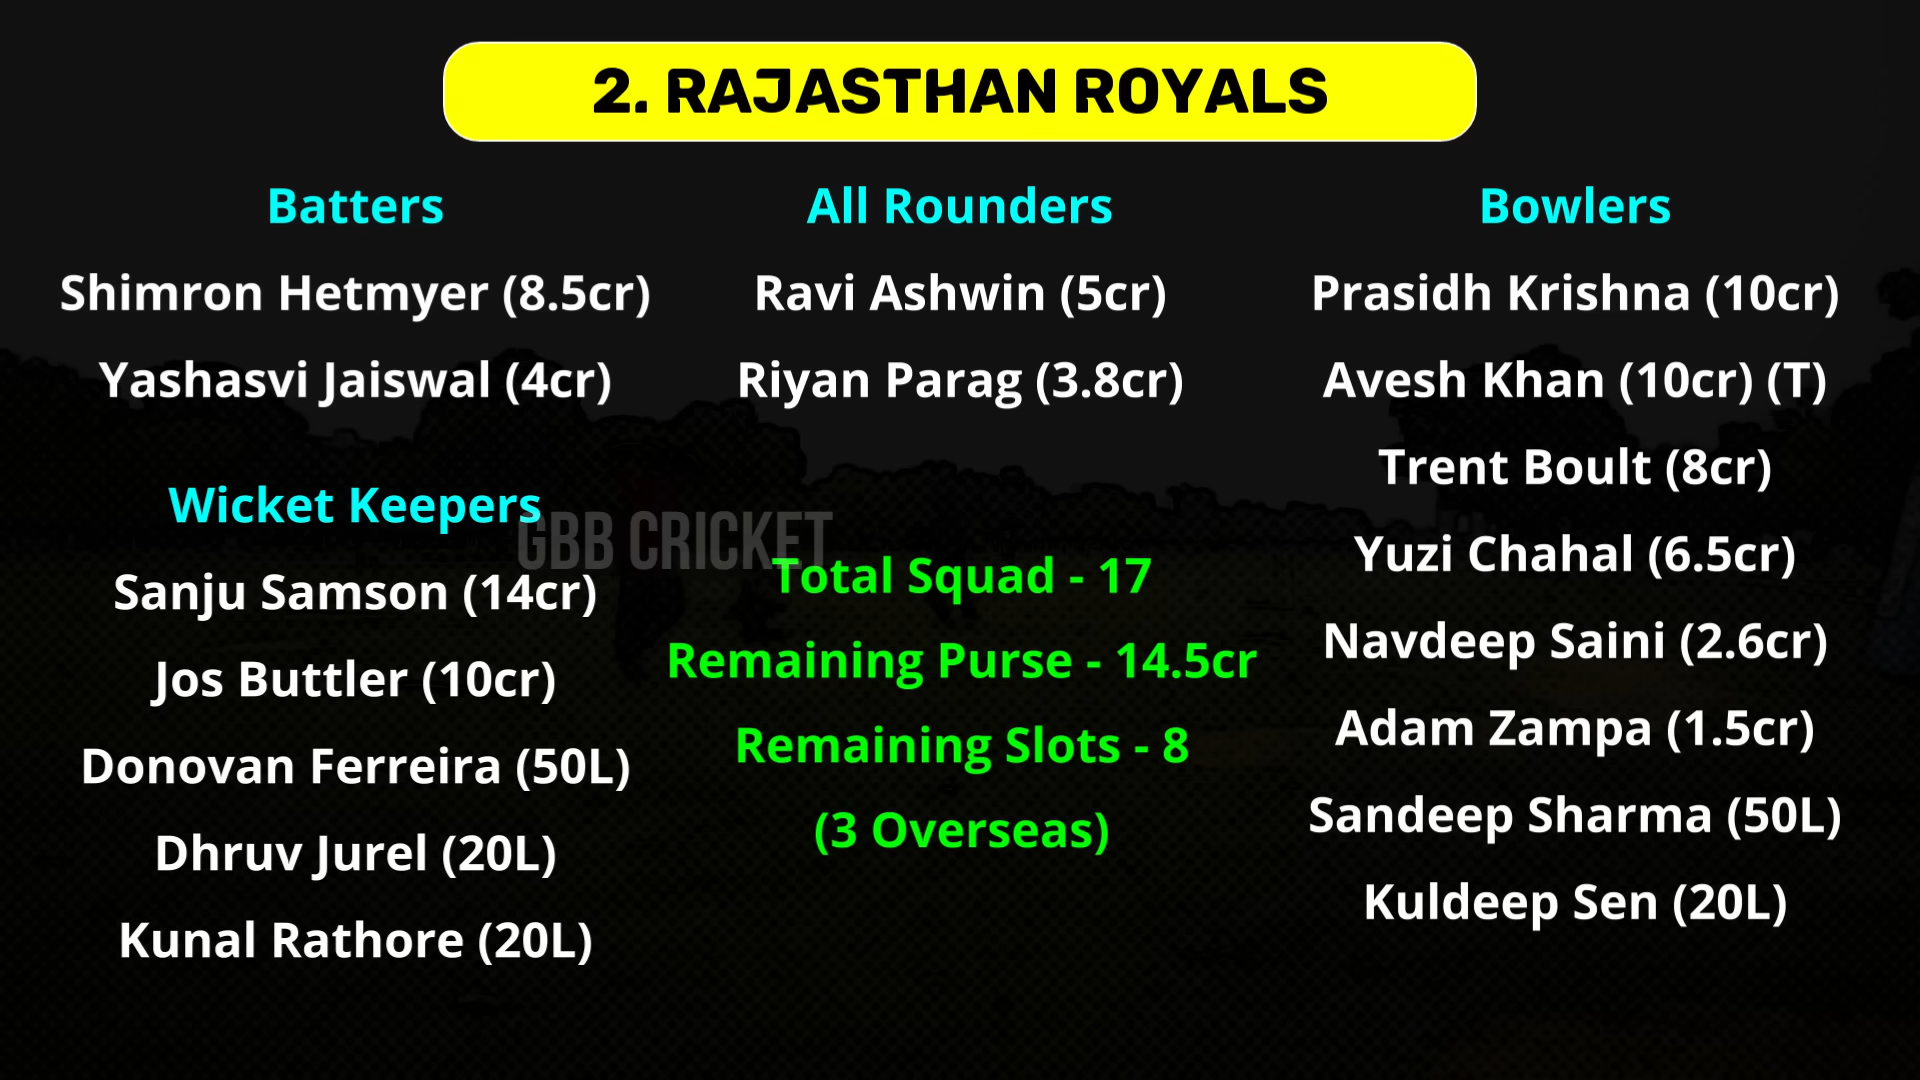 2. RAJASTHAN ROYALS
Batters
Shimron Hetmyer (8.5cr)
Yashasvi Jaiswal (4cr)
Wicket Keepers
Sanju Samson (14cr)
Jos Buttler (10cr)
Donovan Ferreira (50L)
Dhruv Jurel (20L)
Kunal Rathore (20L)
All Rounders
Ravi Ashwin (5cr)
Riyan Parag (3.8cr)
GBB CRICKET
Total Squad - 17
Remaining Purse - 14.5cr
Remaining Slots - 8
(3 Overseas)
Bowlers
Prasidh Krishna (10cr)
Avesh Khan (10cr) (T)
Trent Boult (8cr)
Yuzi Chahal (6.5cr)
Navdeep Saini (2.6cr)
Adam Zampa (1.5cr)
Sandeep Sharma (50L)
Kuldeep Sen (20L)